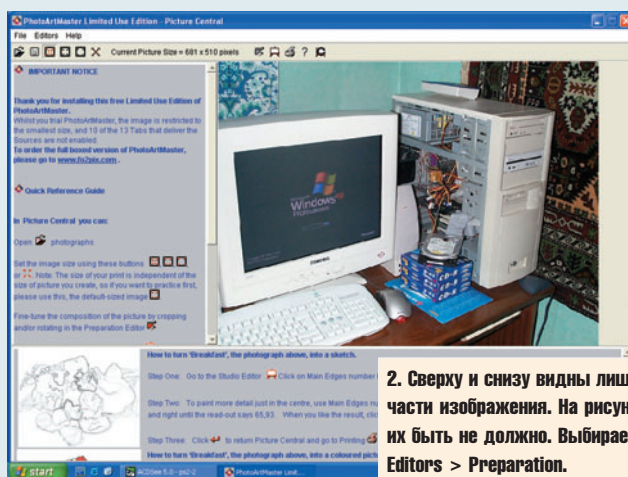 PhotoArtMaster Limited Use Edition - Picture Central
File Editors Help
Current Picture Size = 681 x 510 pixels
IMPORTANT NOTICE
Thank you for installing this free Limited Use Edition of
PhotoArtMaster.
Whilst you trial PhotoArtMaster, the image is restricted to
the smallest size, and 10 of the 13 Tabs that deliver the
Sources are not enabled.
To order the full boxed version of PhotoArtMaster,
please go to www.fo2pix.com .
Quick Reference Guide
In Picture Central you can:
Open photographs
Set the image size using these buttons
or Note: The size of your print is independent of the
size of picture you create, so if you want to practice first,
please use this, the default-sized image
Fine-tune the composition of the picture by cropping
and/or rotating in the Preparation Editor
Microsoft
Windows xp
Professional
How to turn 'Breakfast', the photograph above, into a sketch.
Step One: Go to the Studio Editor Click on Main Edges number
Step Two: To paint more detail just in the centre, use Main Edges nu
and right until the read-out says 65,93. When you like the result, clic
Step Three: Click to return Picture Central and go to Printing
How to turn 'Breakfast', the photograph above, into a coloured pict
start
ACDSee 5.0 - ps2-2
PhotoArtMaster Limit...
2. Сверху и снизу видны лиш
части изображения. На рисун
их быть не должно. Выбирае
Editors > Preparation.